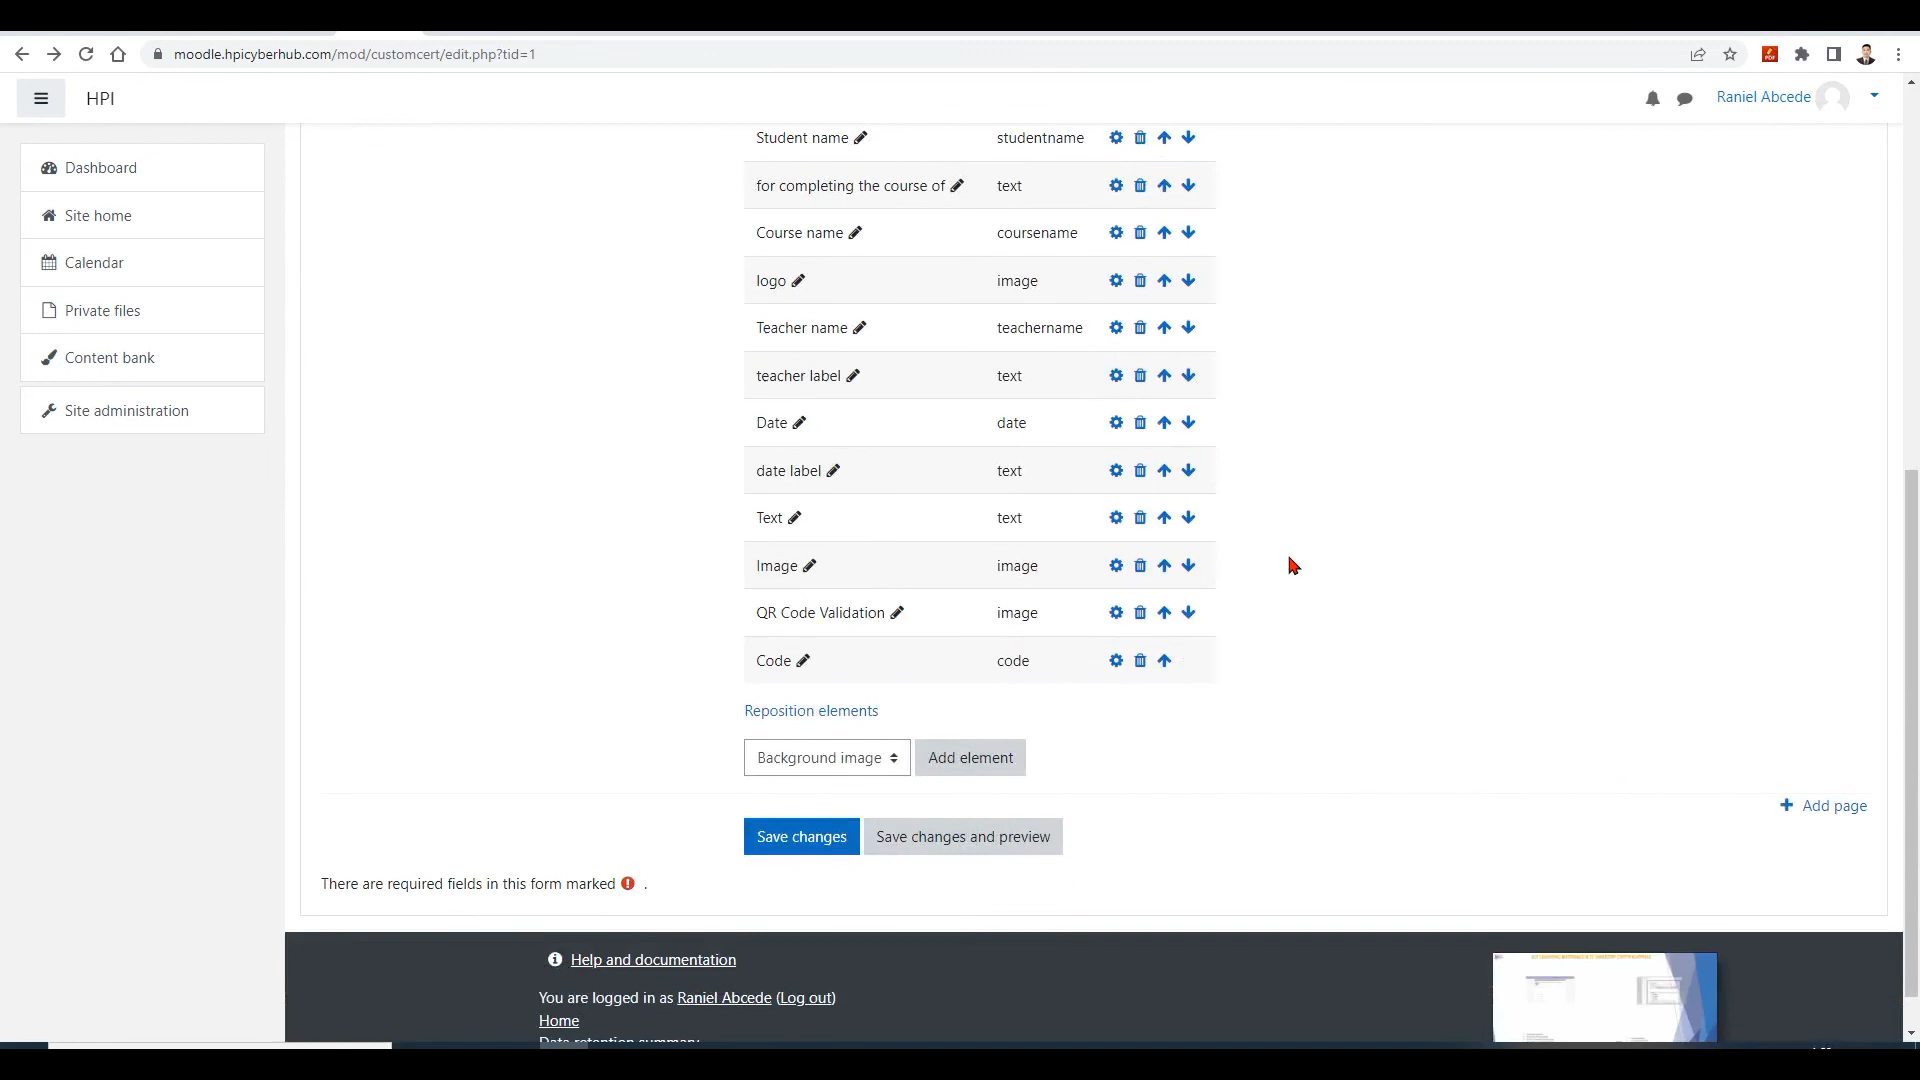 moodle.hpicyberhub.com/mod/customcert/edit.php?tid=1
PDF
HPI
Raniel Abcede
Dashboard
Site home
Calendar
Private files
Content bank
Site administration
Student name studentname
for completing the course of text
Course name coursename
logo image
Teacher name teachername
teacher label text
Date date
date label text
Text text
Image image
QR Code Validation image
Code code
Reposition elements
Background image Add element
Add page
Save changes Save changes and preview
There are required fields in this form marked .
Help and documentation
You are logged in as Raniel Abcede (Log out)
Home
Data retention summary